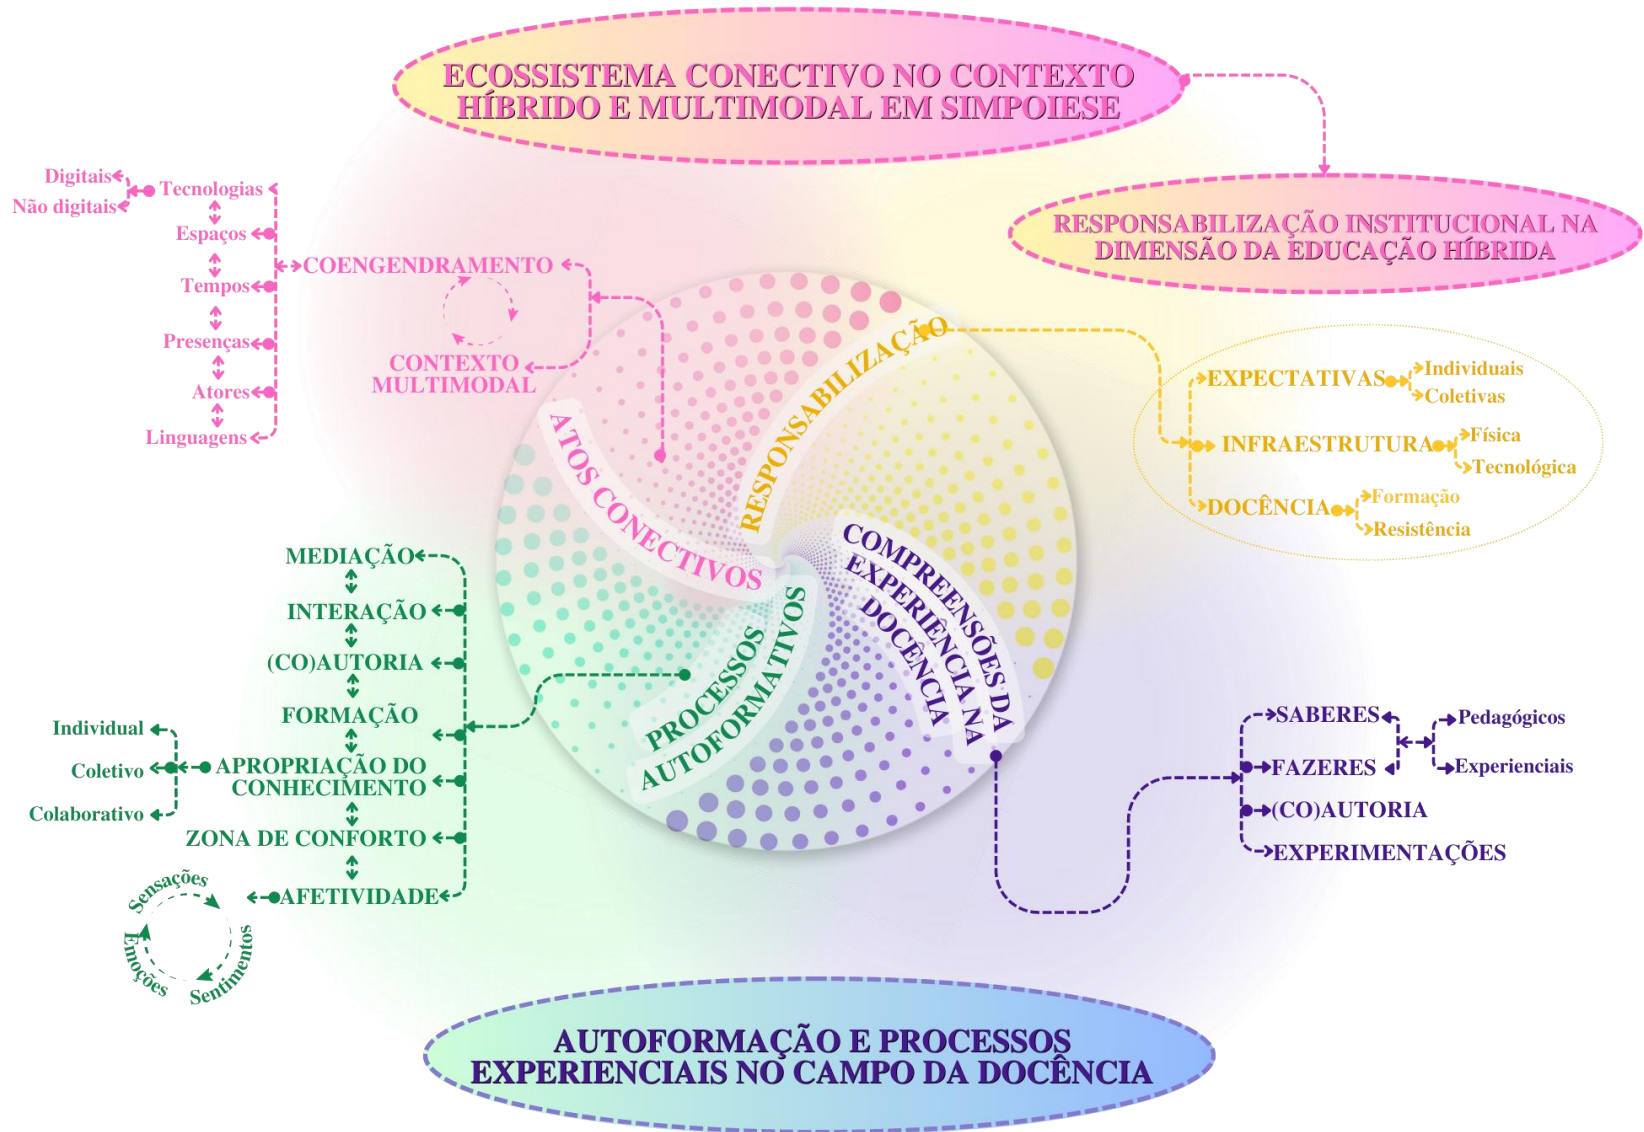 ECOSSISTEMA CONECTIVO NO CONTEXTO
HÍBRIDO E MULTIMODAL EM SIMPOIESE
RESPONSABILIZAÇÃO INSTITUCIONAL NA
DIMENSÃO DA EDUCAÇÃO HÍBRIDA
Digitais
Não digitais
Tecnologias
Espaços
Tempos
Presenças
Atores
Linguagens
COENGENDRAMENTO
CONTEXTO
MULTIMODAL
ATOS CONECTIVOS
RESPONSABILIZAÇÃO
EXPECTATIVAS
Individuais
Coletivas
INFRAESTRUTURA
Física
Tecnológica
DOCÊNCIA
Formação
Resistência
MEDIAÇÃO
INTERAÇÃO
(CO)AUTORIA
FORMAÇÃO
APROPRIAÇÃO DO
CONHECIMENTO
Individual
Coletivo
Colaborativo
ZONA DE CONFORTO
AFETIVIDADE
Sensações
Sentimentos
Emoções
PROCESSOS
AUTOFORMATIVOS
COMPREENSÕES DA
EXPERIÊNCIA NA
DOCÊNCIA
SABERES
FAZERES
Pedagógicos
Experienciais
(CO)AUTORIA
EXPERIMENTAÇÕES
AUTOFORMAÇÃO E PROCESSOS
EXPERIENCIAIS NO CAMPO DA DOCÊNCIA